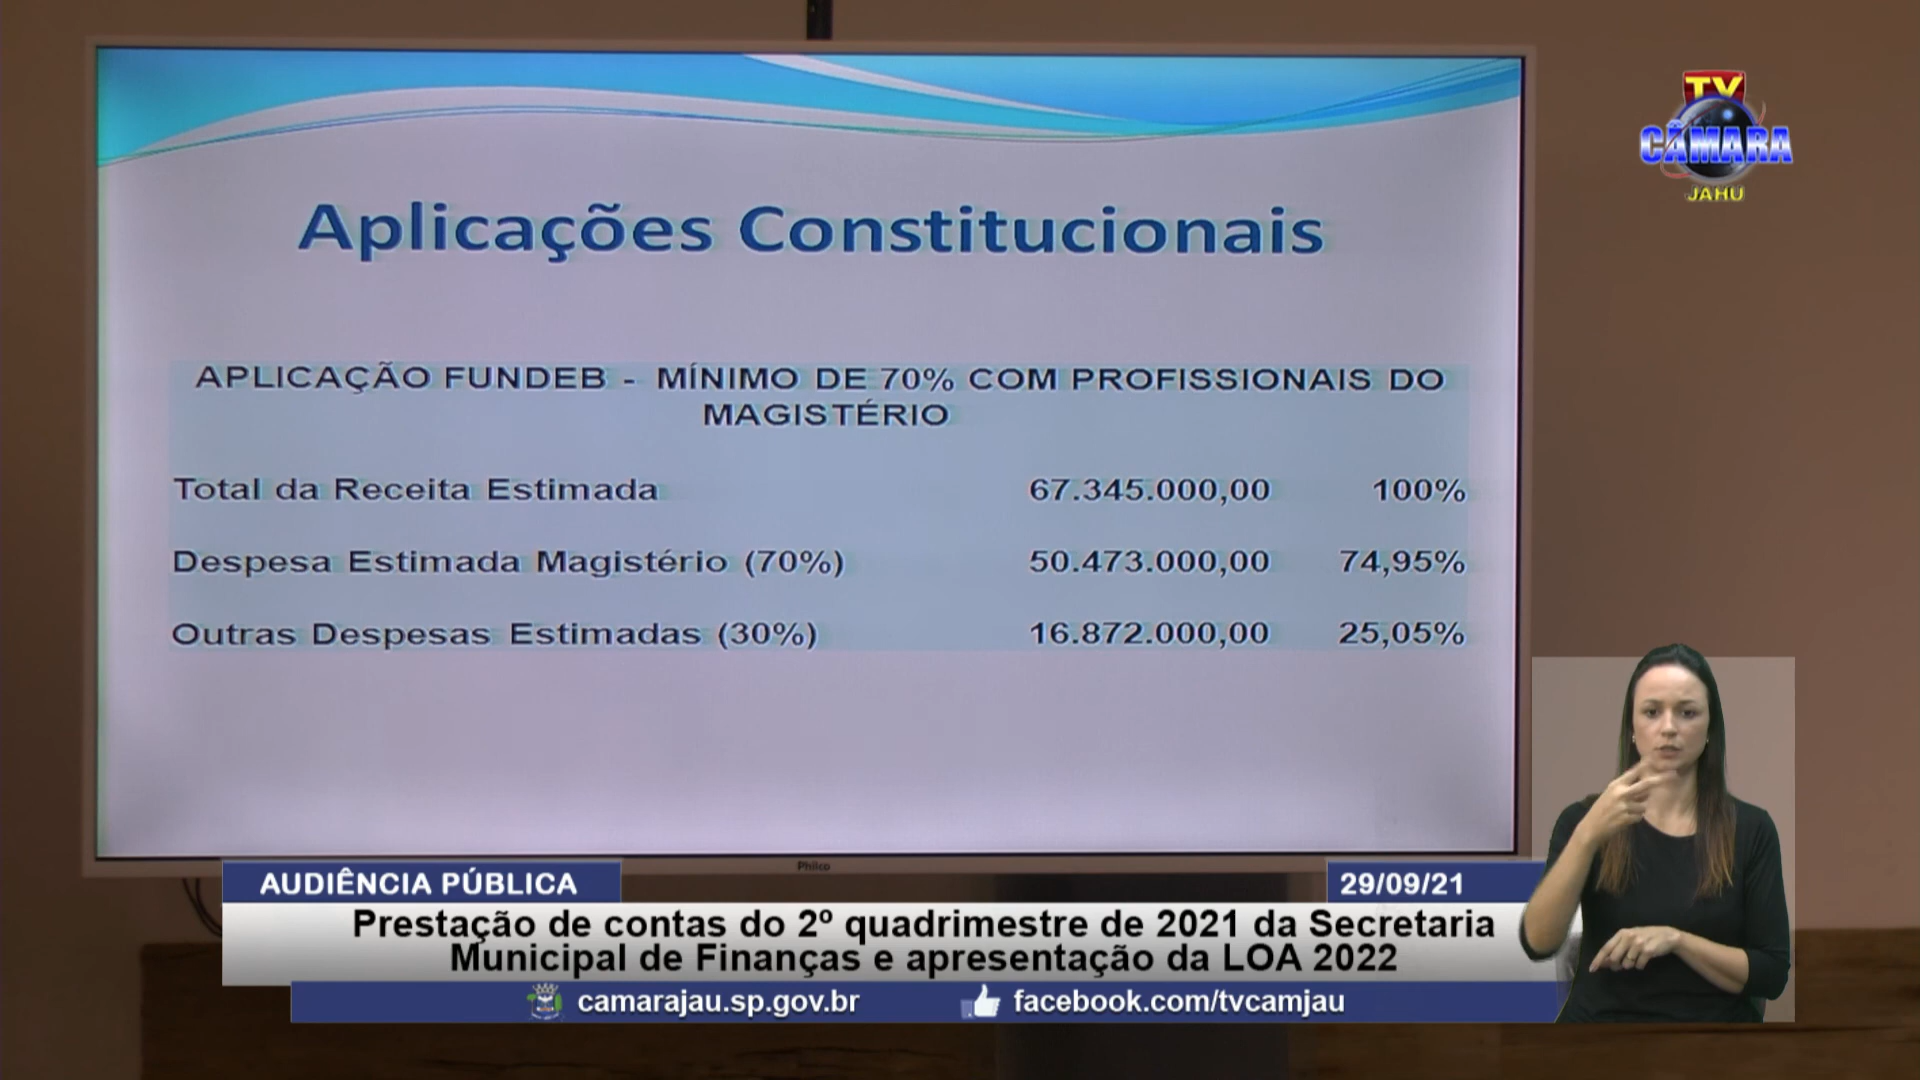 TV
CÂMARA
JAHU
Aplicações Constitucionais
APLICAÇÃO FUNDEB - MÍNIMO DE 70% COM PROFISSIONAIS DO
MAGISTÉRIO
Total da Receita Estimada 67.345.000,00 100%
Despesa Estimada Magistério (70%) 50.473.000,00 74,95%
Outras Despesas Estimadas (30%) 16.872.000,00 25,05%
Philco
AUDIÊNCIA PÚBLICA 29/09/21
Prestação de contas do 2º quadrimestre de 2021 da Secretaria
Municipal de Finanças e apresentação da LOA 2022
camarajau.sp.gov.br facebook.com/tvcamjau